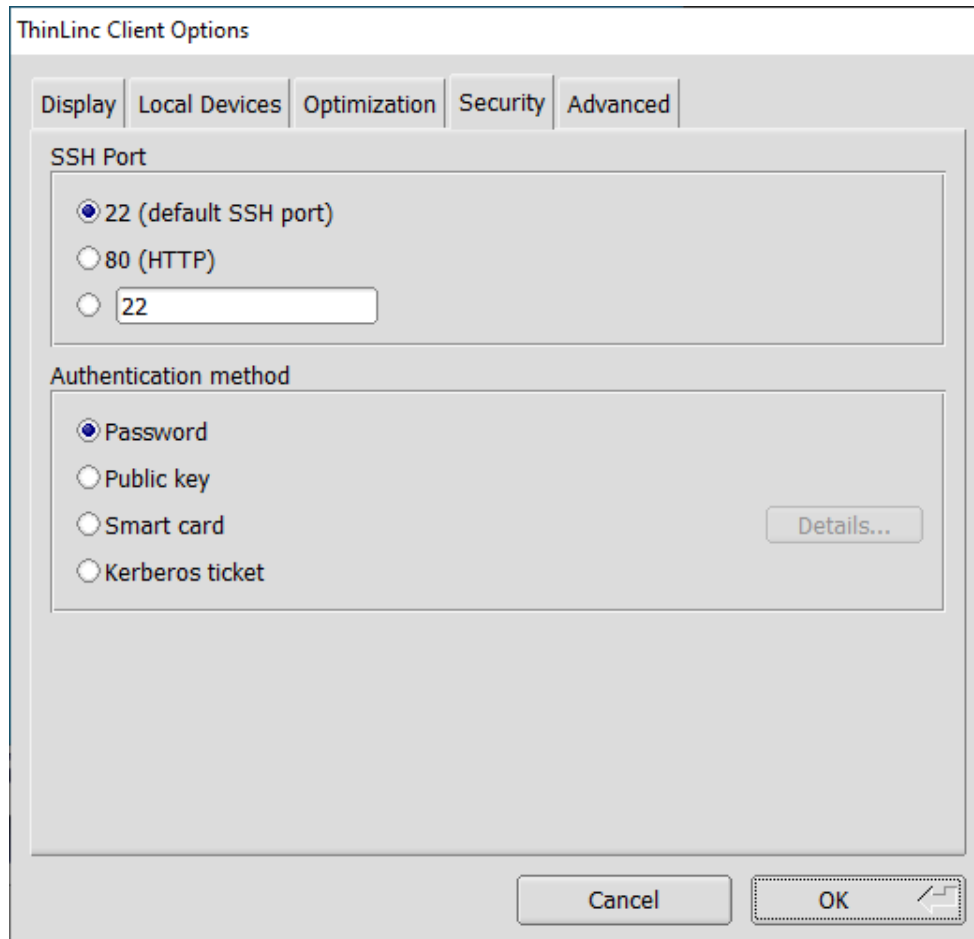 ThinLinc Client Options
Display Local Devices Optimization Security Advanced
SSH Port
22 (default SSH port)
80 (HTTP)
22
Authentication method
Password
Public key
Smart card Details...
Kerberos ticket
Cancel OK